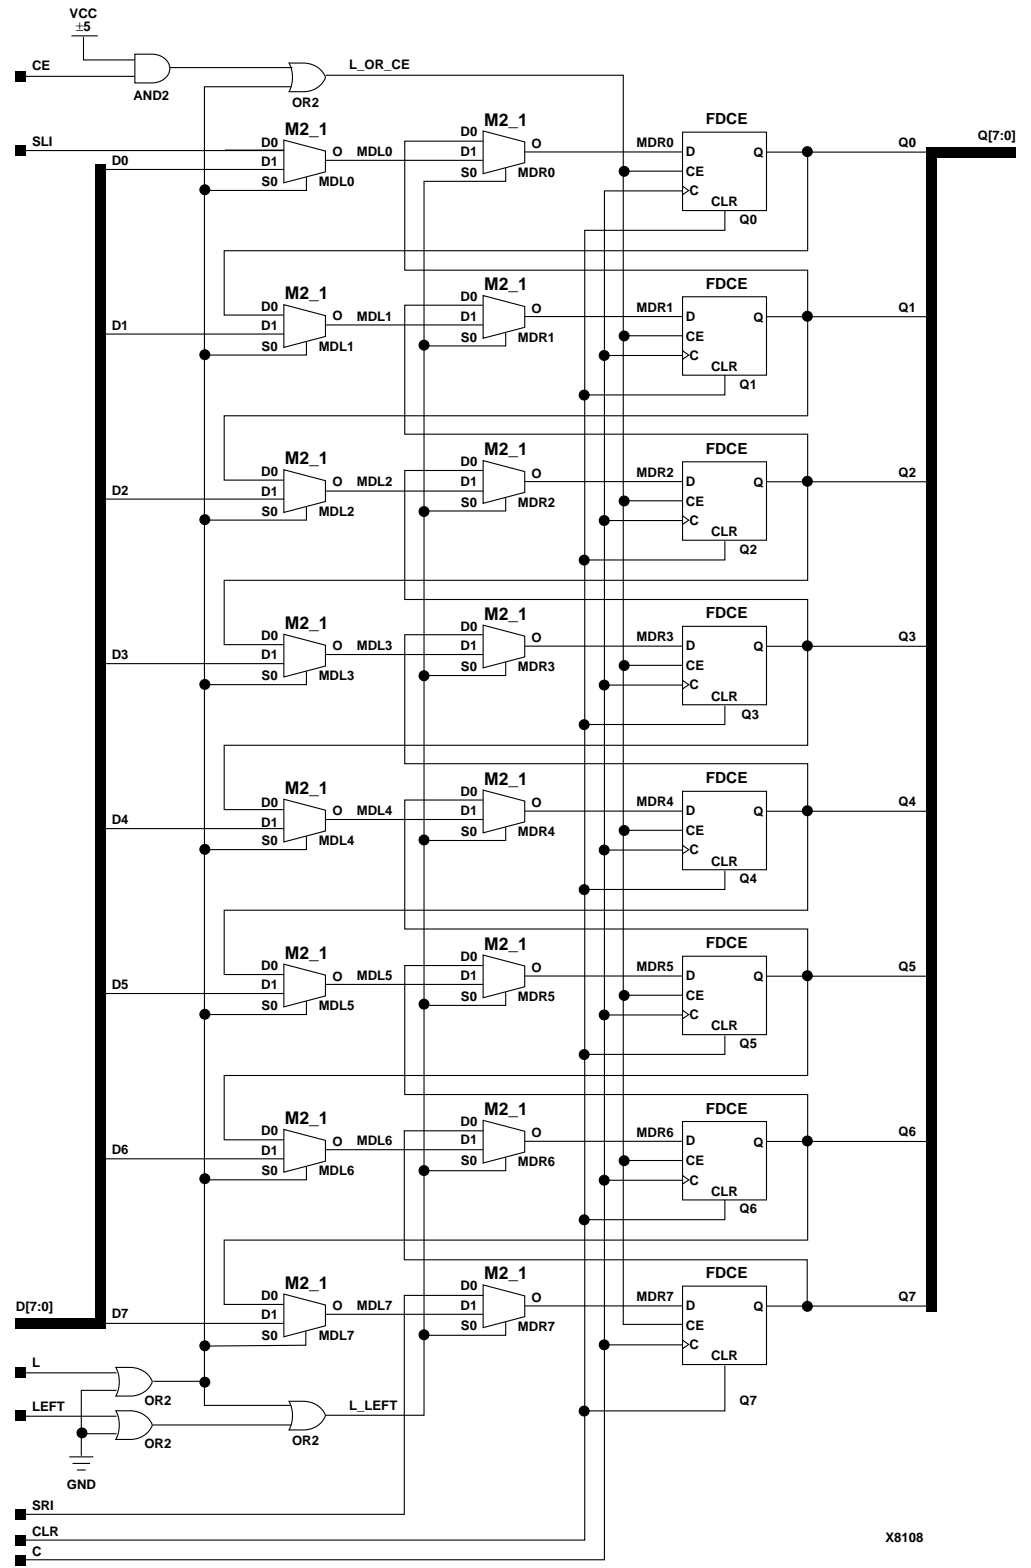 VCC
±5
CE
AND2
OR2
L_OR_CE
SLI
D0
M2_1
D0
D1
S0
O
MDL0
MDL0
M2_1
D0
D1
S0
O
MDR0
MDR0
FDCE
D
CE
C
CLR
Q
Q0
Q0
Q[7:0]
D1
M2_1
D0
D1
S0
O
MDL1
MDL1
M2_1
D0
D1
S0
O
MDR1
MDR1
FDCE
D
CE
C
CLR
Q
Q1
Q1
D2
M2_1
D0
D1
S0
O
MDL2
MDL2
M2_1
D0
D1
S0
O
MDR2
MDR2
FDCE
D
CE
C
CLR
Q
Q2
Q2
D3
M2_1
D0
D1
S0
O
MDL3
MDL3
M2_1
D0
D1
S0
O
MDR3
MDR3
FDCE
D
CE
C
CLR
Q
Q3
Q3
D4
M2_1
D0
D1
S0
O
MDL4
MDL4
M2_1
D0
D1
S0
O
MDR4
MDR4
FDCE
D
CE
C
CLR
Q
Q4
Q4
D5
M2_1
D0
D1
S0
O
MDL5
MDL5
M2_1
D0
D1
S0
O
MDR5
MDR5
FDCE
D
CE
C
CLR
Q
Q5
Q5
D6
M2_1
D0
D1
S0
O
MDL6
MDL6
M2_1
D0
D1
S0
O
MDR6
MDR6
FDCE
D
CE
C
CLR
Q
Q6
Q6
D[7:0]
D7
M2_1
D0
D1
S0
O
MDL7
MDL7
M2_1
D0
D1
S0
O
MDR7
MDR7
FDCE
D
CE
C
CLR
Q
Q7
Q7
L
OR2
LEFT
OR2
OR2
L_LEFT
GND
SRI
CLR
C
X8108